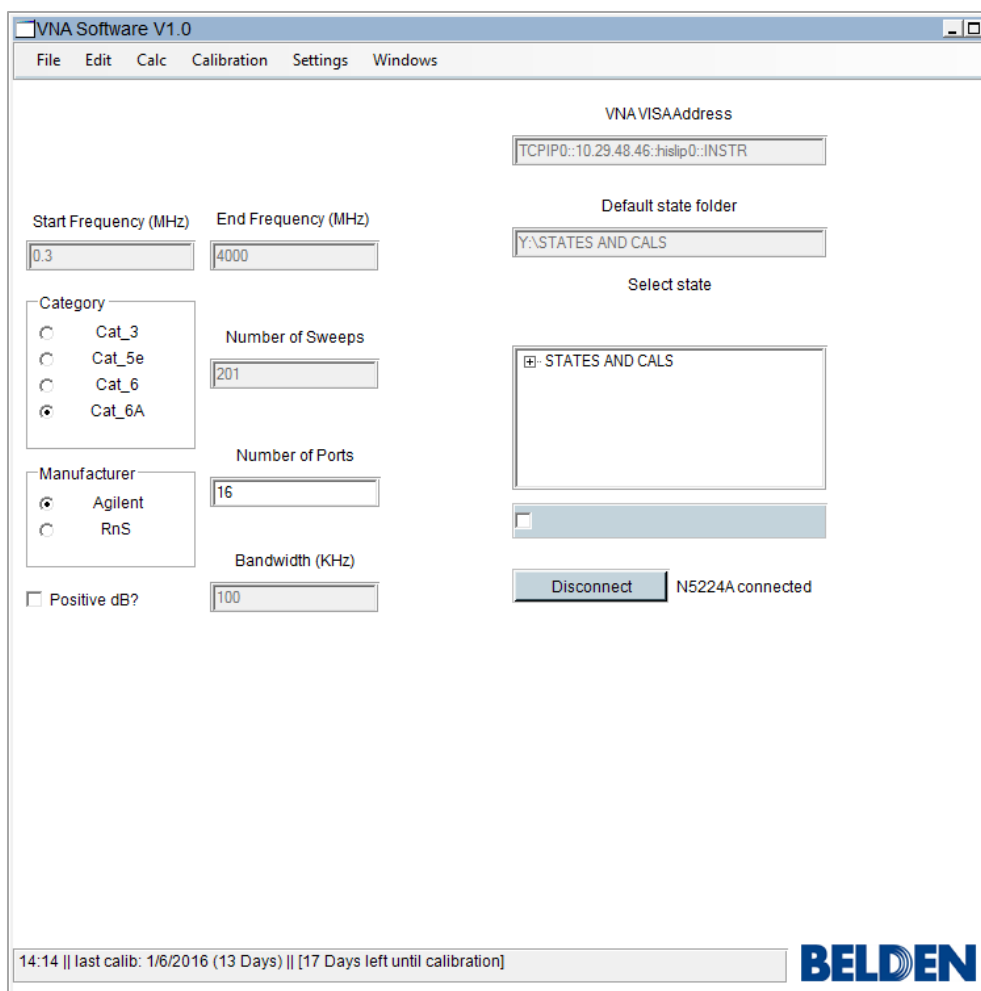 VNA Software V1.0
File Edit Calc Calibration Settings Windows
VNA VISA Address
TCPIP0::10.29.48.46::hislip0::INSTR
Default state folder
Y:\STATES AND CALS
Start Frequency (MHz) End Frequency (MHz)
0.3 4000
Select state
STATES AND CALS
Category
Cat_3
Cat_5e
Cat_6
Cat_6A
Number of Sweeps
201
Number of Ports
16
Manufacturer
Agilent
RnS
Bandwidth (KHz)
100
Positive dB?
Disconnect N5224A connected
14:14 || last calib: 1/6/2016 (13 Days) || [17 Days left until calibration]
BELDEN